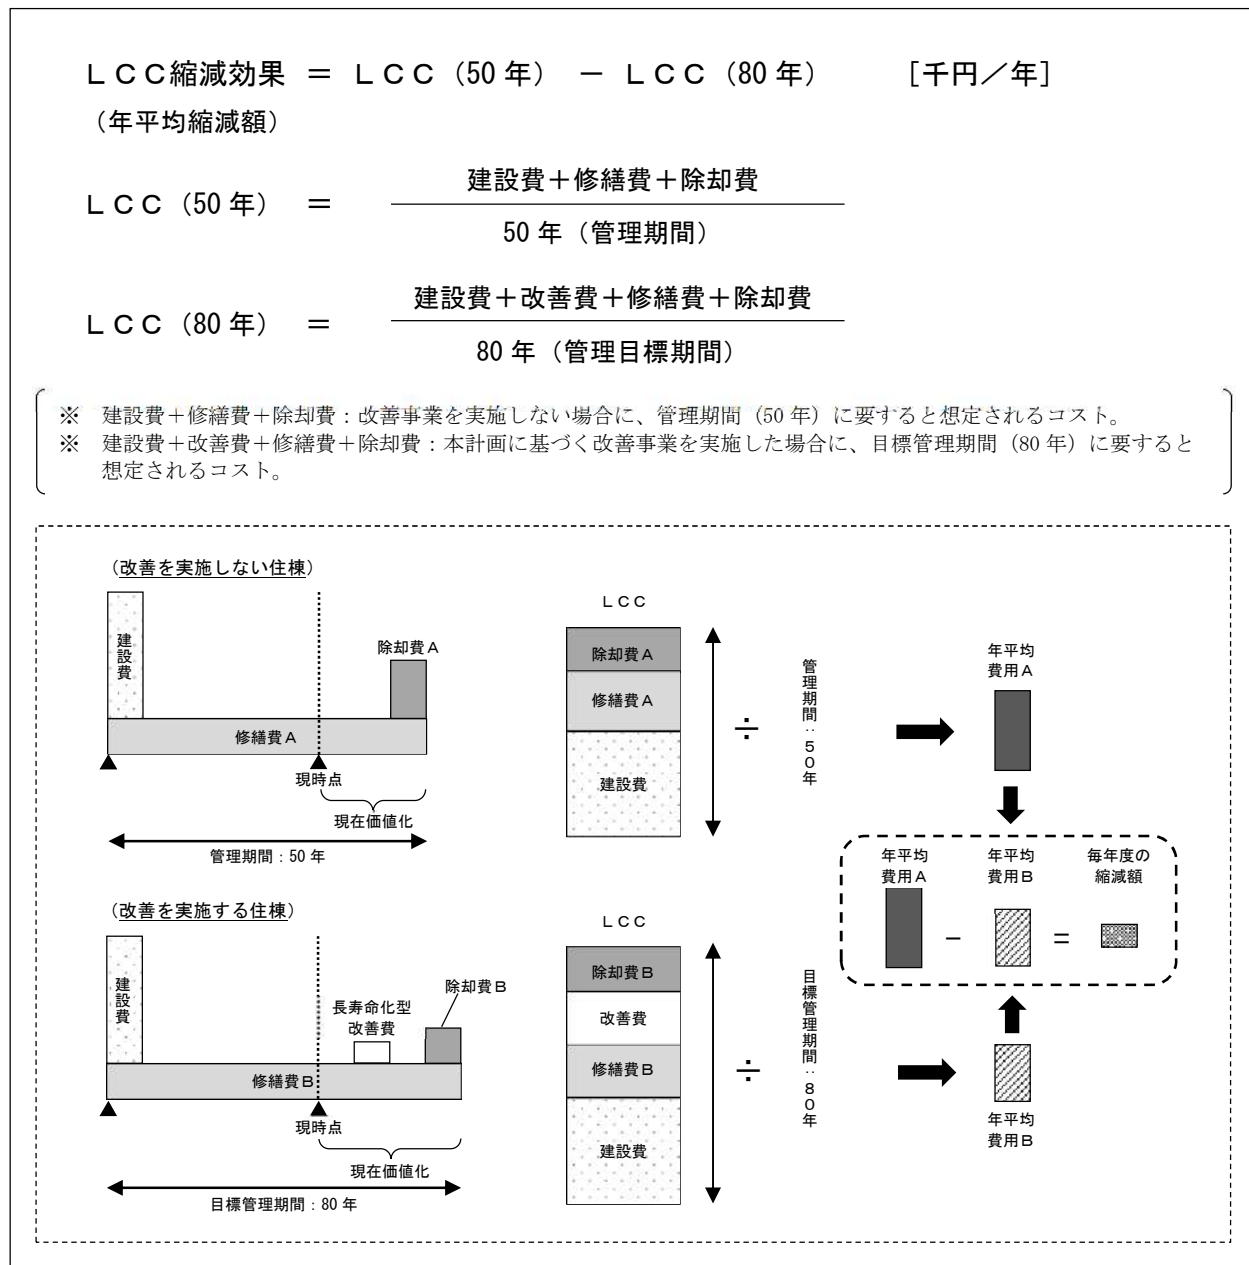 ＬＣＣ縮減効果 ＝ ＬＣＣ（50 年） － ＬＣＣ（80 年） ［千円／年］
（年平均縮減額）
建設費＋修繕費＋除却費
ＬＣＣ（50 年） ＝
50 年（管理期間）
建設費＋改善費＋修繕費＋除却費
ＬＣＣ（80 年） ＝
80 年（管理目標期間）
※ 建設費＋修繕費＋除却費：改善事業を実施しない場合に、管理期間（50 年）に要すると想定されるコスト。
※ 建設費＋改善費＋修繕費＋除却費：本計画に基づく改善事業を実施した場合に、目標管理期間（80 年）に要すると
想定されるコスト。
（改善を実施しない住棟）
建設費
除却費Ａ
修繕費Ａ
現時点
現在価値化
管理期間：50 年
ＬＣＣ
除却費Ａ
修繕費Ａ
建設費
÷
管理期間：５０年
年平均
費用Ａ
年平均
費用Ａ
年平均
費用Ｂ
毎年度の
縮減額
－
＝
（改善を実施する住棟）
建設費
長寿命化型
改善費
除却費Ｂ
修繕費Ｂ
現時点
現在価値化
目標管理期間：80 年
ＬＣＣ
除却費Ｂ
改善費
修繕費Ｂ
建設費
÷
目標管理期間：８０年
年平均
費用Ｂ